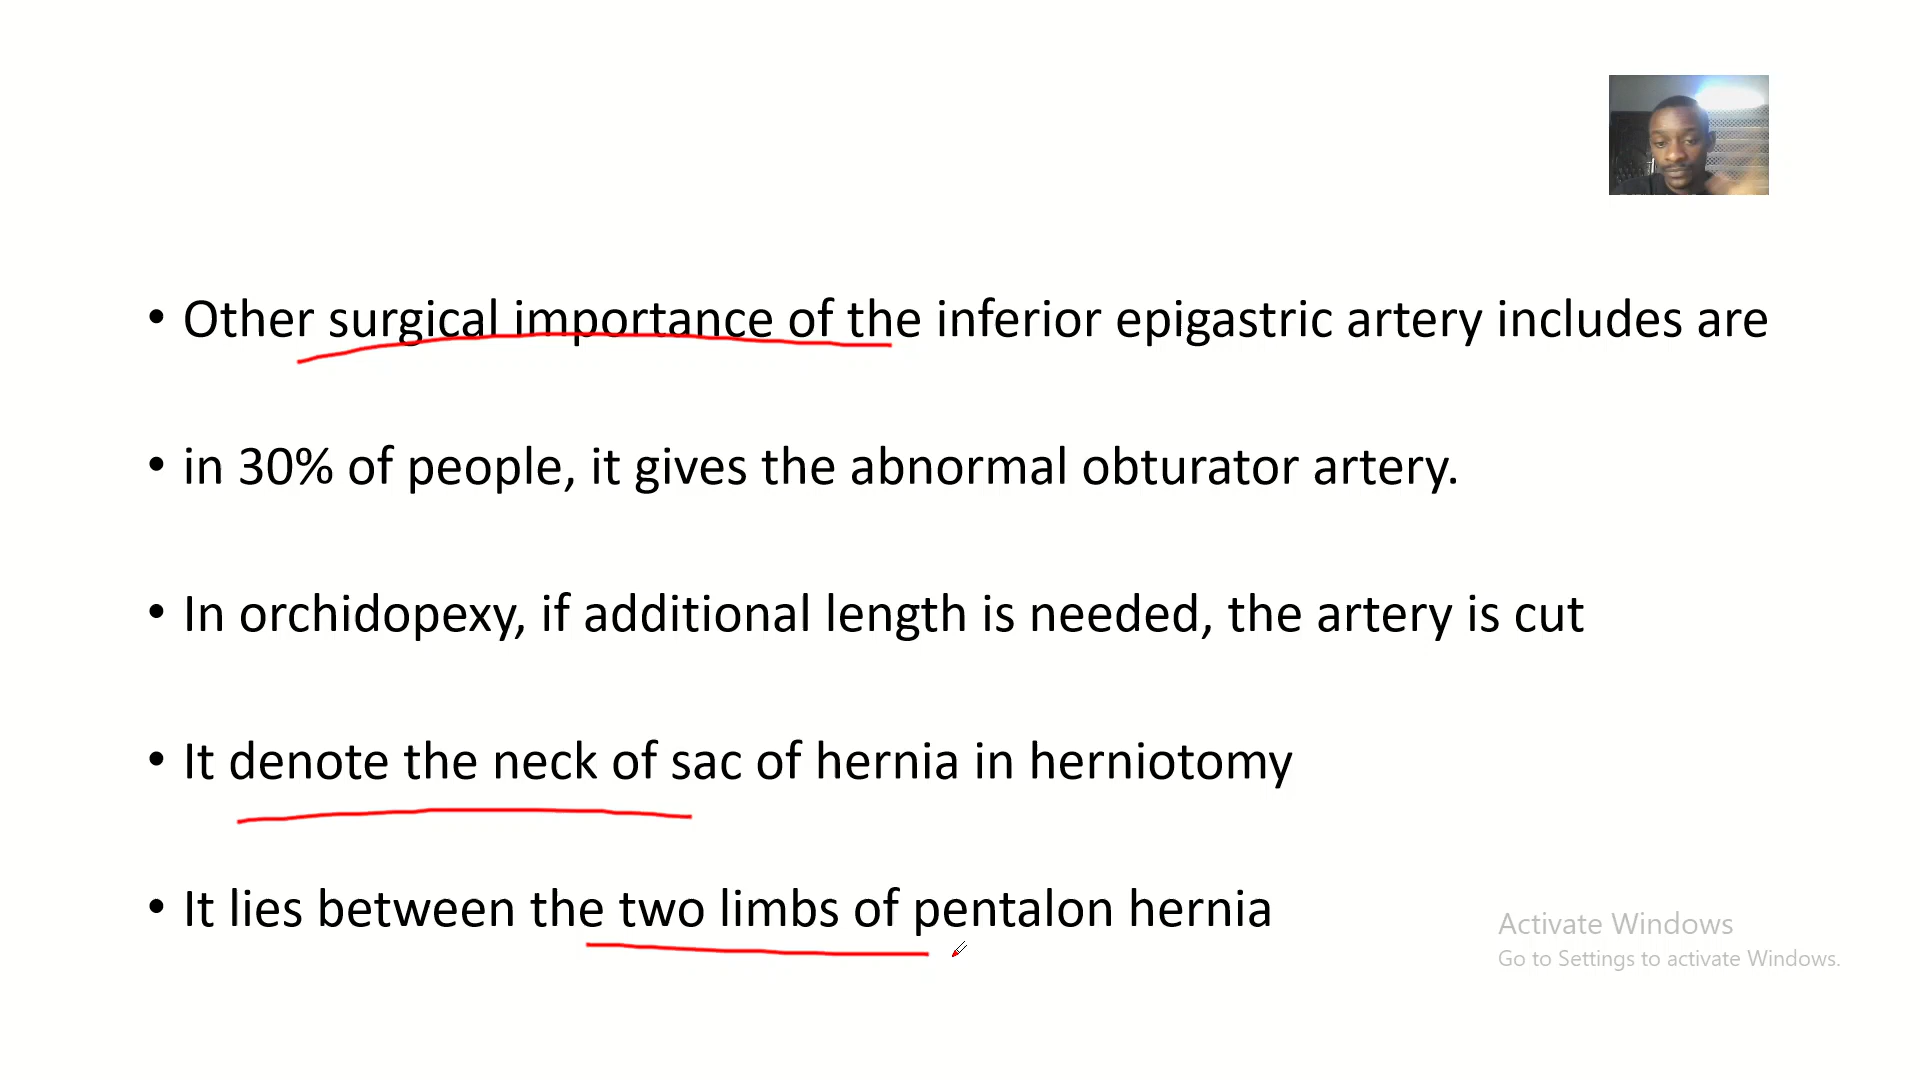 • Other surgical importance of the inferior epigastric artery includes are
• in 30% of people, it gives the abnormal obturator artery.
• In orchidopexy, if additional length is needed, the artery is cut
• It denote the neck of sac of hernia in herniotomy
• It lies between the two limbs of pentalon hernia
Activate Windows
Go to Settings to activate Windows.